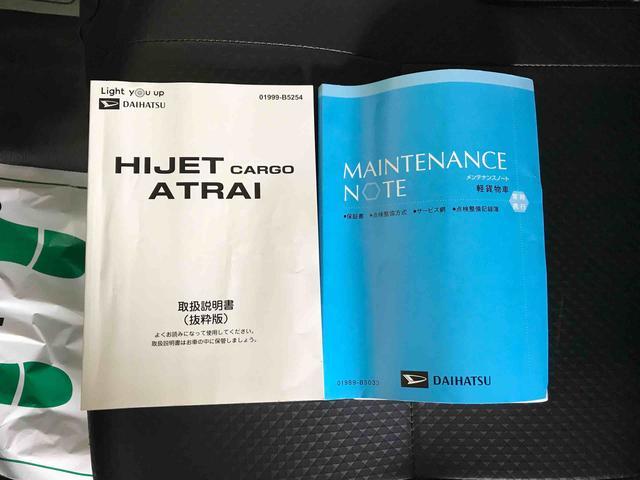 Light you up
DAIHATSU
01999-B5254
HIJET CARGO
ATRAI
取扱説明書
(抜粋版)
よくお読みになって使用してください。
取扱説明書はお車の中に保管しましょう。
MAINTENANCE
NOTE
メンテナンスノート
軽貨物車
車載
携行
●保証書 ●点検整備方式 ●サービス網 ●点検整備記録簿
DAIHATSU